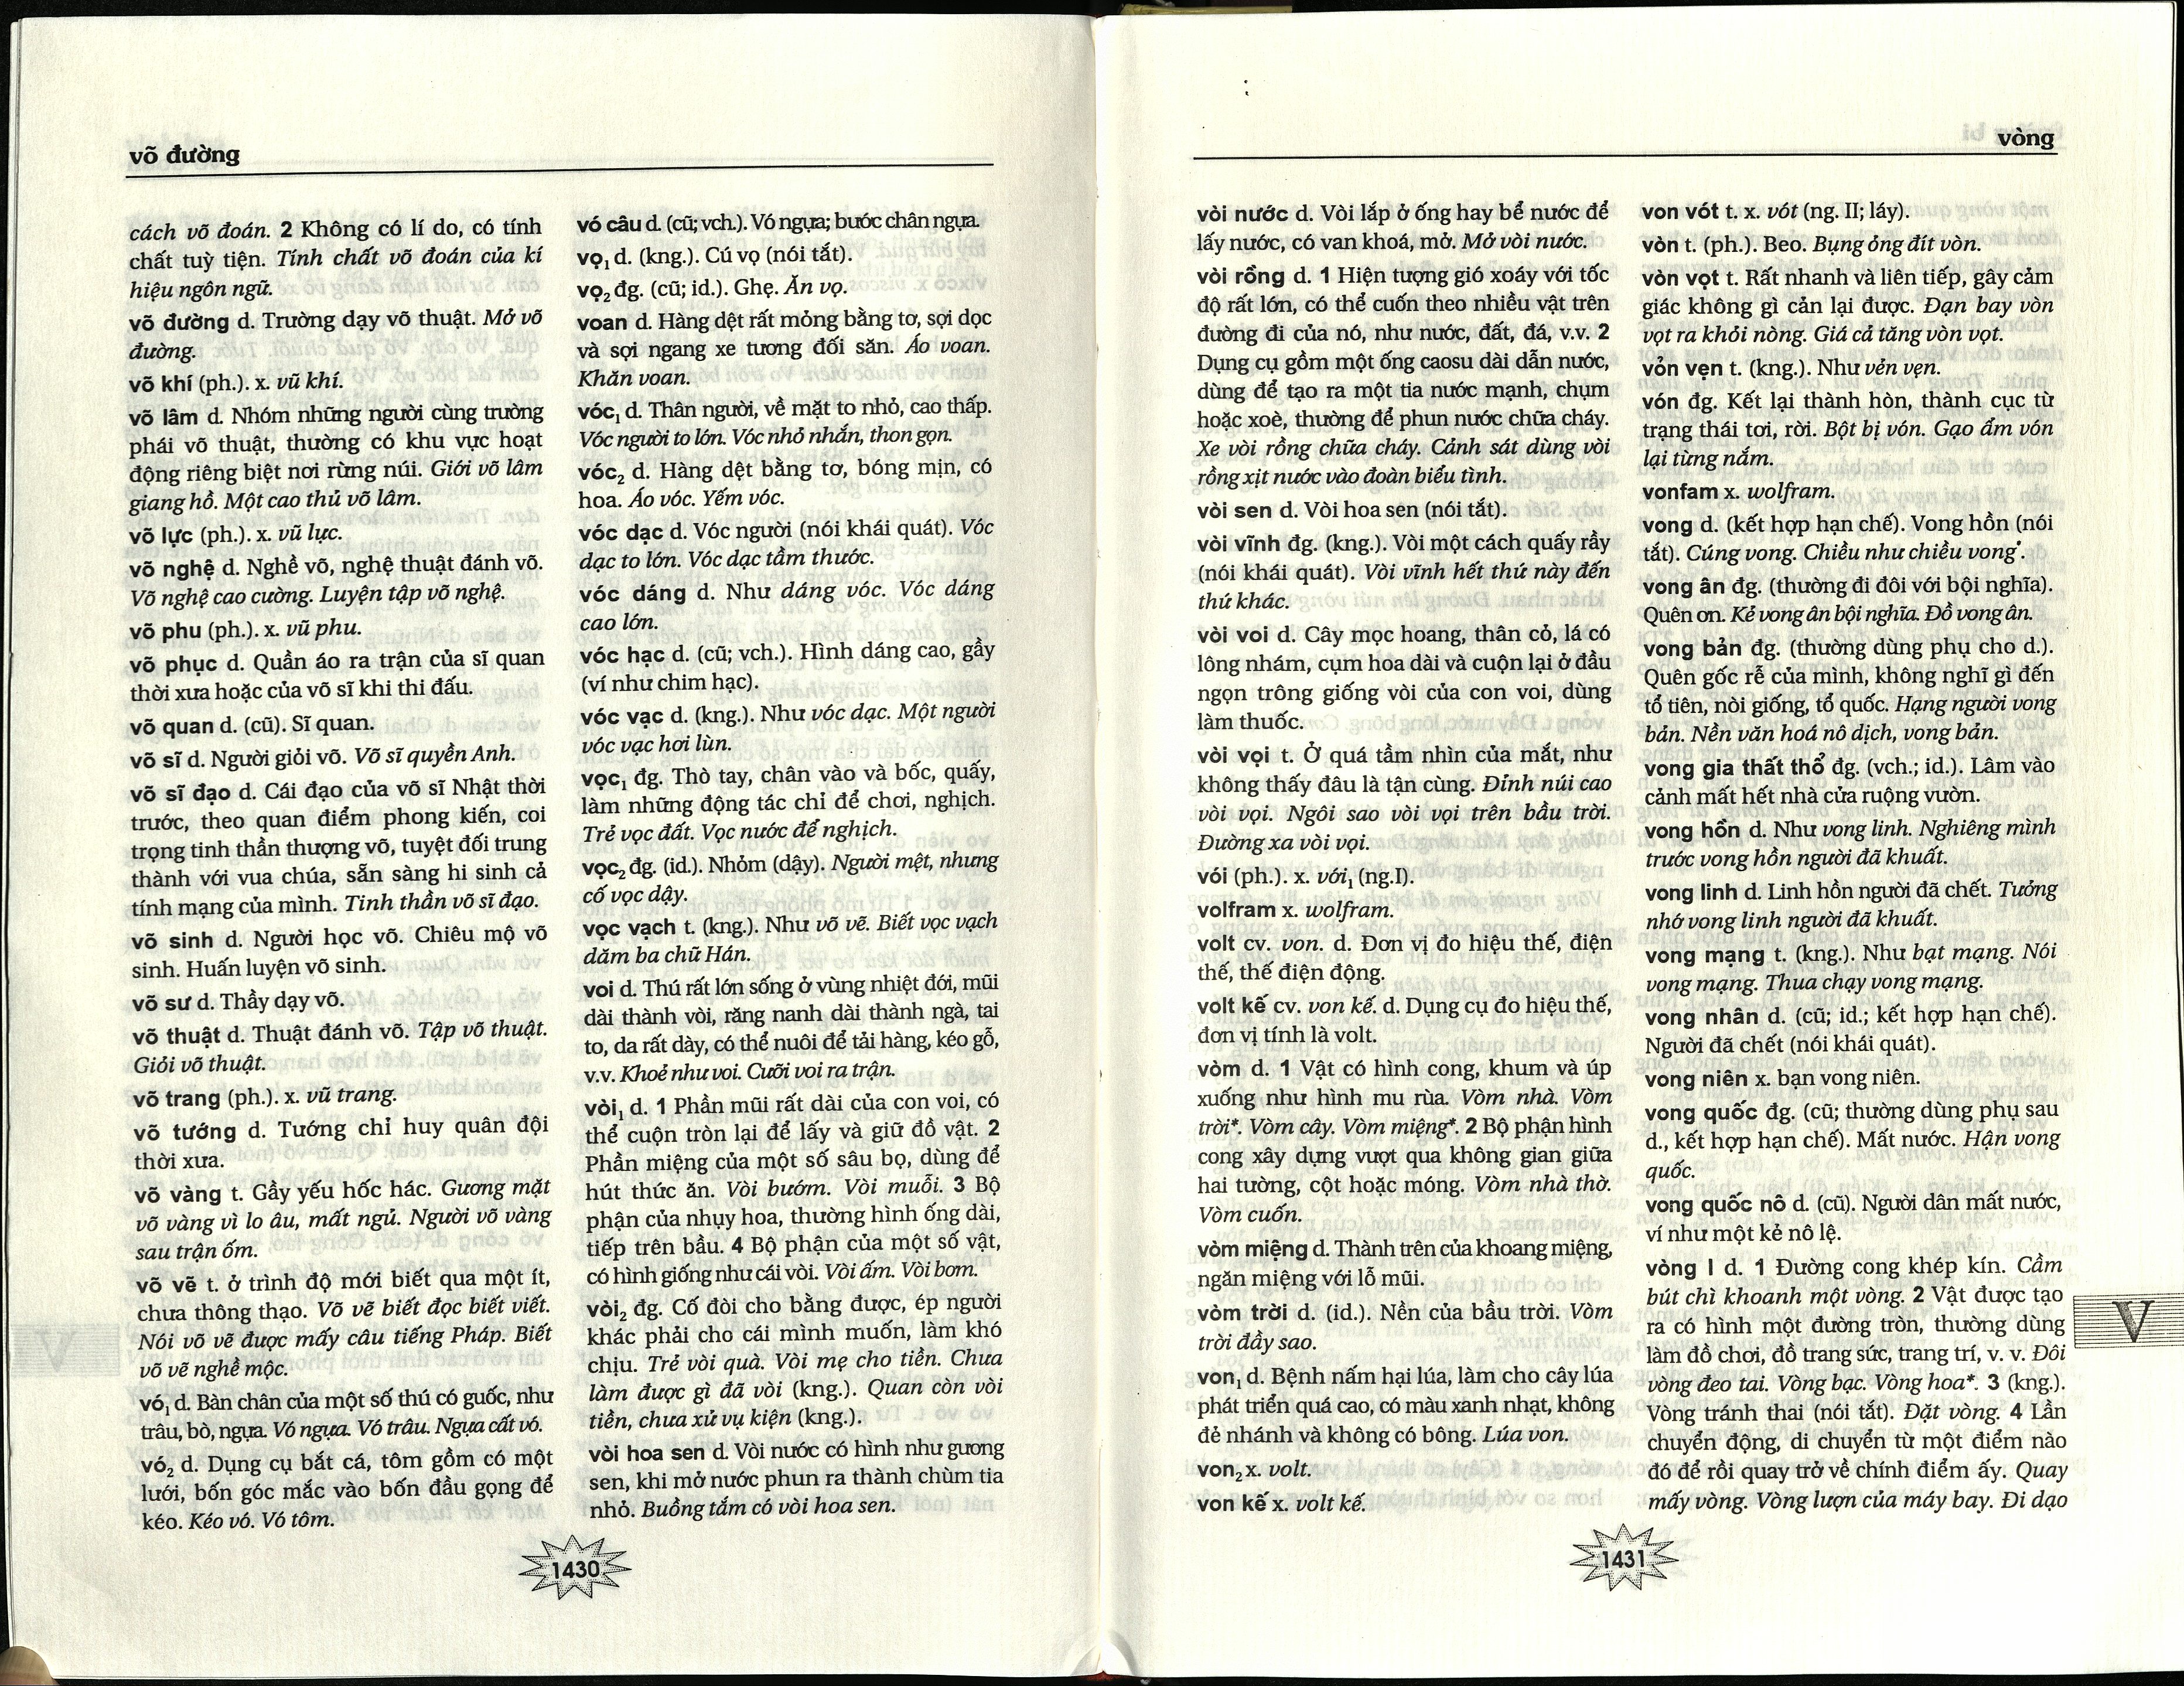 võ đường
cách võ đoán. 2 Không có lí do, có tính
chất tuỳ tiện. Tính chất võ đoán của kí
hiệu ngôn ngữ.
võ đường d. Trường dạy võ thuật. Mở võ
đường.
võ khí (ph.). x. vũ khí.
võ lâm d. Nhóm những người cùng trường
phái võ thuật, thường có khu vực hoạt
động riêng biệt nơi rừng núi. Giới võ lâm
giang hồ. Một cao thủ võ lâm.
võ lực (ph.). x. vũ lực.
võ nghệ d. Nghề võ, nghệ thuật đánh võ.
Võ nghệ cao cường. Luyện tập võ nghệ.
võ phu (ph.). x. vũ phu.
võ phục d. Quần áo ra trận của sĩ quan
thời xưa hoặc của võ sĩ khi thi đấu.
võ quan d. (cũ). Sĩ quan.
võ sĩ d. Người giỏi võ. Võ sĩ quyền Anh.
võ sĩ đạo d. Cái đạo của võ sĩ Nhật thời
trước, theo quan điểm phong kiến, coi
trọng tinh thần thượng võ, tuyệt đối trung
thành với vua chúa, sẵn sàng hi sinh cả
tính mạng của mình. Tinh thần võ sĩ đạo.
võ sinh d. Người học võ. Chiêu mộ võ
sinh. Huấn luyện võ sinh.
võ sư d. Thầy dạy võ.
võ thuật d. Thuật đánh võ. Tập võ thuật.
Giỏi võ thuật.
võ trang (ph.). x. vũ trang.
võ tướng d. Tướng chỉ huy quân đội
thời xưa.
võ vàng t. Gầy yếu hốc hác. Gương mặt
võ vàng vì lo âu, mất ngủ. Người võ vàng
sau trận ốm.
võ vẽ t. ở trình độ mới biết qua một ít,
chưa thông thạo. Võ vẽ biết đọc biết viết.
Nói võ vẽ được mấy câu tiếng Pháp. Biết
võ vẽ nghề mộc.
vó₁ d. Bàn chân của một số thú có guốc, như
trâu, bò, ngựa. Vó ngựa. Vó trâu. Ngựa cất vó.
vó₂ d. Dụng cụ bắt cá, tôm gồm có một
lưới, bốn góc mắc vào bốn đầu gọng để
kéo. Kéo vó. Vó tôm.
vó câu d. (cũ; vch.). Vó ngựa; bước chân ngựa.
vọ₁ d. (kng.). Cú vọ (nói tắt).
vọ₂ đg. (cũ; id.). Ghẹ. Ăn vọ.
voan d. Hàng dệt rất mỏng bằng tơ, sợi dọc
và sợi ngang xe tương đối săn. Áo voan.
Khăn voan.
vóc₁ d. Thân người, về mặt to nhỏ, cao thấp.
Vóc người to lớn. Vóc nhỏ nhắn, thon gọn.
vóc₂ d. Hàng dệt bằng tơ, bóng mịn, có
hoa. Áo vóc. Yếm vóc.
vóc dạc d. Vóc người (nói khái quát). Vóc
dạc to lớn. Vóc dạc tầm thước.
vóc dáng d. Như dáng vóc. Vóc dáng
cao lớn.
vóc hạc d. (cũ; vch.). Hình dáng cao, gầy
(ví như chim hạc).
vóc vạc d. (kng.). Như vóc dạc. Một người
vóc vạc hơi lùn.
vọc₁ đg. Thò tay, chân vào và bốc, quấy,
làm những động tác chỉ để chơi, nghịch.
Trẻ vọc đất. Vọc nước để nghịch.
vọc₂ đg. (id.). Nhỏm (dậy). Người mệt, nhưng
cố vọc dậy.
vọc vạch t. (kng.). Như võ vẽ. Biết vọc vạch
dăm ba chữ Hán.
voi d. Thú rất lớn sống ở vùng nhiệt đới, mũi
dài thành vòi, răng nanh dài thành ngà, tai
to, da rất dày, có thể nuôi để tải hàng, kéo gỗ,
v.v. Khoẻ như voi. Cưỡi voi ra trận.
vòi₁ d. 1 Phần mũi rất dài của con voi, có
thể cuộn tròn lại để lấy và giữ đồ vật. 2
Phần miệng của một số sâu bọ, dùng để
hút thức ăn. Vòi bướm. Vòi muỗi. 3 Bộ
phận của nhụy hoa, thường hình ống dài,
tiếp trên bầu. 4 Bộ phận của một số vật,
có hình giống như cái vòi. Vòi ấm. Vòi bơm.
vòi₂ đg. Cố đòi cho bằng được, ép người
khác phải cho cái mình muốn, làm khó
chịu. Trẻ vòi quà. Vòi mẹ cho tiền. Chưa
làm được gì đã vòi (kng.). Quan còn vòi
tiền, chưa xử vụ kiện (kng.).
vòi hoa sen d. Vòi nước có hình như gương
sen, khi mở nước phun ra thành chùm tia
nhỏ. Buồng tắm có vòi hoa sen.
1430
vòng
vòi nước d. Vòi lắp ở ống hay bể nước để
lấy nước, có van khoá, mở. Mở vòi nước.
vòi rồng d. 1 Hiện tượng gió xoáy với tốc
độ rất lớn, có thể cuốn theo nhiều vật trên
đường đi của nó, như nước, đất, đá, v.v. 2
Dụng cụ gồm một ống caosu dài dẫn nước,
dùng để tạo ra một tia nước mạnh, chụm
hoặc xoè, thường để phun nước chữa cháy.
Xe vòi rồng chữa cháy. Cảnh sát dùng vòi
rồng xịt nước vào đoàn biểu tình.
vòi sen d. Vòi hoa sen (nói tắt).
vòi vĩnh đg. (kng.). Vòi một cách quấy rầy
(nói khái quát). Vòi vĩnh hết thứ này đến
thứ khác.
vòi voi d. Cây mọc hoang, thân cỏ, lá có
lông nhám, cụm hoa dài và cuộn lại ở đầu
ngọn trông giống vòi của con voi, dùng
làm thuốc.
vòi vọi t. Ở quá tầm nhìn của mắt, như
không thấy đâu là tận cùng. Đỉnh núi cao
vòi vọi. Ngôi sao vòi vọi trên bầu trời.
Đường xa vòi vọi.
vói (ph.). x. với₁ (ng.I).
volfram x. wolfram.
volt cv. von. d. Đơn vị đo hiệu thế, điện
thế, thế điện động.
volt kế cv. von kế. d. Dụng cụ đo hiệu thế,
đơn vị tính là volt.
vòm d. 1 Vật có hình cong, khum và úp
xuống như hình mu rùa. Vòm nhà. Vòm
trời*. Vòm cây. Vòm miệng*. 2 Bộ phận hình
cong xây dựng vượt qua không gian giữa
hai tường, cột hoặc móng. Vòm nhà thờ.
Vòm cuốn.
vòm miệng d. Thành trên của khoang miệng,
ngăn miệng với lỗ mũi.
vòm trời d. (id.). Nền của bầu trời. Vòm
trời đầy sao.
von₁ d. Bệnh nấm hại lúa, làm cho cây lúa
phát triển quá cao, có màu xanh nhạt, không
đẻ nhánh và không có bông. Lúa von.
von₂ x. volt.
von kế x. volt kế.
von vót t. x. vót (ng. II; láy).
vòn t. (ph.). Beo. Bụng ỏng đít vòn.
vòn vọt t. Rất nhanh và liên tiếp, gây cảm
giác không gì cản lại được. Đạn bay vòn
vọt ra khỏi nòng. Giá cả tăng vòn vọt.
vỏn vẹn t. (kng.). Như vẻn vẹn.
vón đg. Kết lại thành hòn, thành cục từ
trạng thái tơi, rời. Bột bị vón. Gạo ẩm vón
lại từng nắm.
vonfam x. wolfram.
vong d. (kết hợp hạn chế). Vong hồn (nói
tắt). Cúng vong. Chiều như chiều vong*.
vong ân đg. (thường đi đôi với bội nghĩa).
Quên ơn. Kẻ vong ân bội nghĩa. Đồ vong ân.
vong bản đg. (thường dùng phụ cho d.).
Quên gốc rễ của mình, không nghĩ gì đến
tổ tiên, nòi giống, tổ quốc. Hạng người vong
bản. Nền văn hoá nô dịch, vong bản.
vong gia thất thổ đg. (vch.; id.). Lâm vào
cảnh mất hết nhà cửa ruộng vườn.
vong hồn d. Như vong linh. Nghiêng mình
trước vong hồn người đã khuất.
vong linh d. Linh hồn người đã chết. Tưởng
nhớ vong linh người đã khuất.
vong mạng t. (kng.). Như bạt mạng. Nói
vong mạng. Thua chạy vong mạng.
vong nhân d. (cũ; id.; kết hợp hạn chế).
Người đã chết (nói khái quát).
vong niên x. bạn vong niên.
vong quốc đg. (cũ; thường dùng phụ sau
d., kết hợp hạn chế). Mất nước. Hận vong
quốc.
vong quốc nô d. (cũ). Người dân mất nước,
ví như một kẻ nô lệ.
vòng I d. 1 Đường cong khép kín. Cầm
bút chì khoanh một vòng. 2 Vật được tạo
ra có hình một đường tròn, thường dùng
làm đồ chơi, đồ trang sức, trang trí, v. v. Đôi
vòng đeo tai. Vòng bạc. Vòng hoa*. 3 (kng.).
Vòng tránh thai (nói tắt). Đặt vòng. 4 Lần
chuyển động, di chuyển từ một điểm nào
đó để rồi quay trở về chính điểm ấy. Quay
mấy vòng. Vòng lượn của máy bay. Đi dạo
V
1431